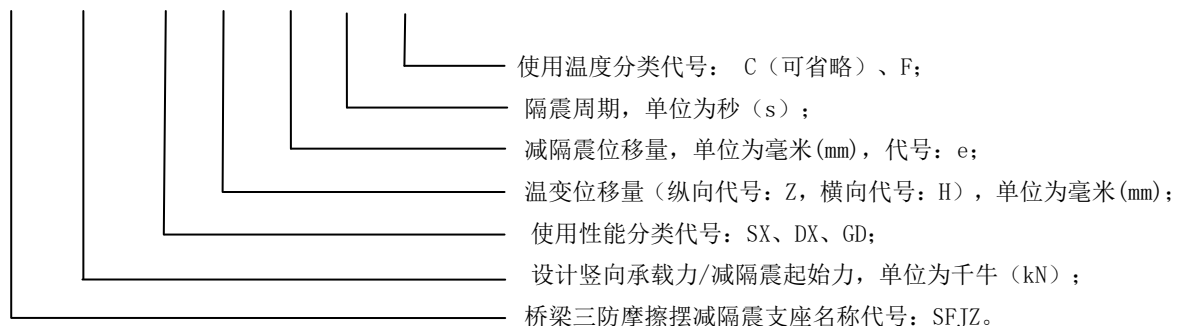 使用温度分类代号： C（可省略）、F；
隔震周期，单位为秒（s）；
减隔震位移量，单位为毫米(mm)，代号：e；
温变位移量（纵向代号：Z，横向代号：H），单位为毫米(mm)；
使用性能分类代号：SX、DX、GD；
设计竖向承载力/减隔震起始力，单位为千牛（kN）；
桥梁三防摩擦摆减隔震支座名称代号：SFJZ。